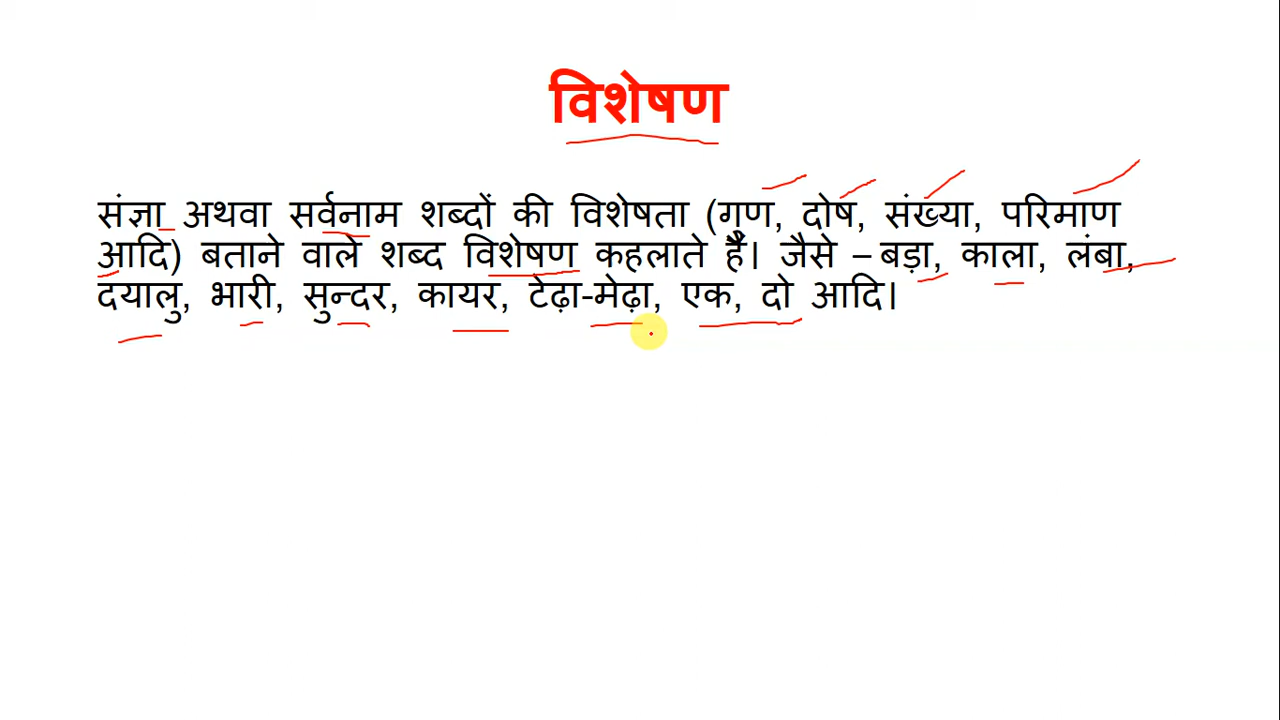 विशेषण
संज्ञा अथवा सर्वनाम शब्दों की विशेषता (गुण, दोष, संख्या, परिमाण
आदि) बताने वाले शब्द विशेषण कहलाते हैं। जैसे – बड़ा, काला, लंबा,
दयालु, भारी, सुन्दर, कायर, टेढ़ा-मेढ़ा, एक, दो आदि।